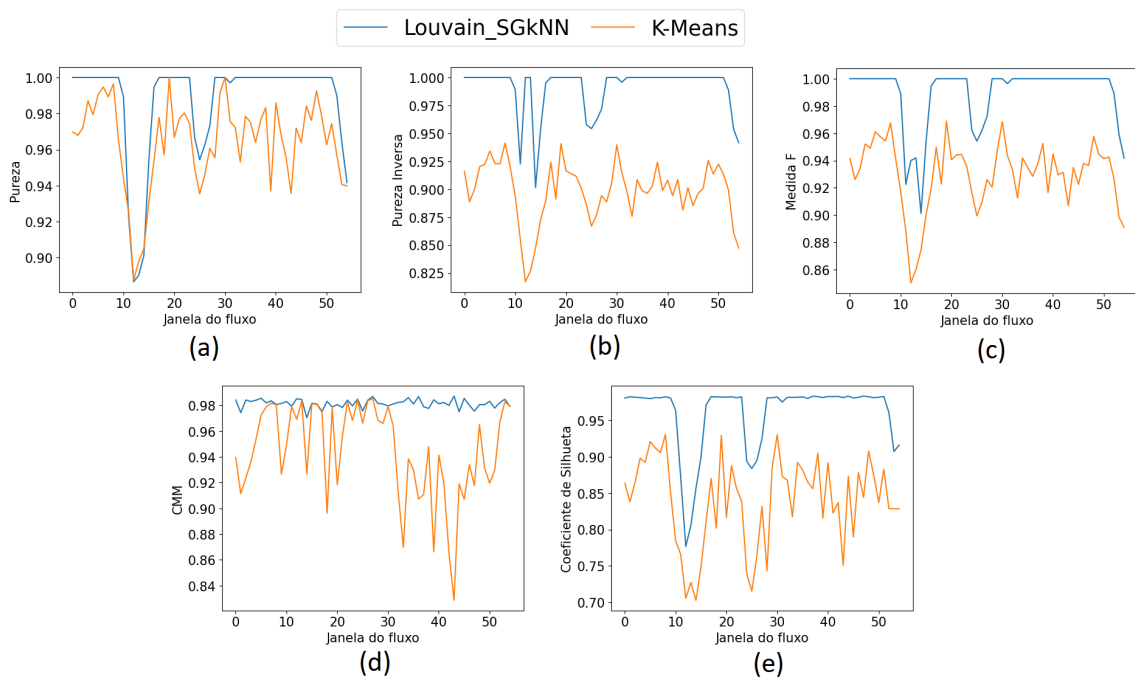 Louvain_SGkNN K-Means
1.00
0.98
0.96
0.94
0.92
0.90
Pureza
0 10 20 30 40 50
Janela do fluxo
(a)
1.000
0.975
0.950
0.925
0.900
0.875
0.850
0.825
Pureza Inversa
0 10 20 30 40 50
Janela do fluxo
(b)
1.00
0.98
0.96
0.94
0.92
0.90
0.88
0.86
Medida F
0 10 20 30 40 50
Janela do fluxo
(c)
0.98
0.96
0.94
0.92
0.90
0.88
0.86
0.84
CMM
0 10 20 30 40 50
Janela do fluxo
(d)
0.95
0.90
0.85
0.80
0.75
0.70
Coeficiente de Silhueta
0 10 20 30 40 50
Janela do fluxo
(e)